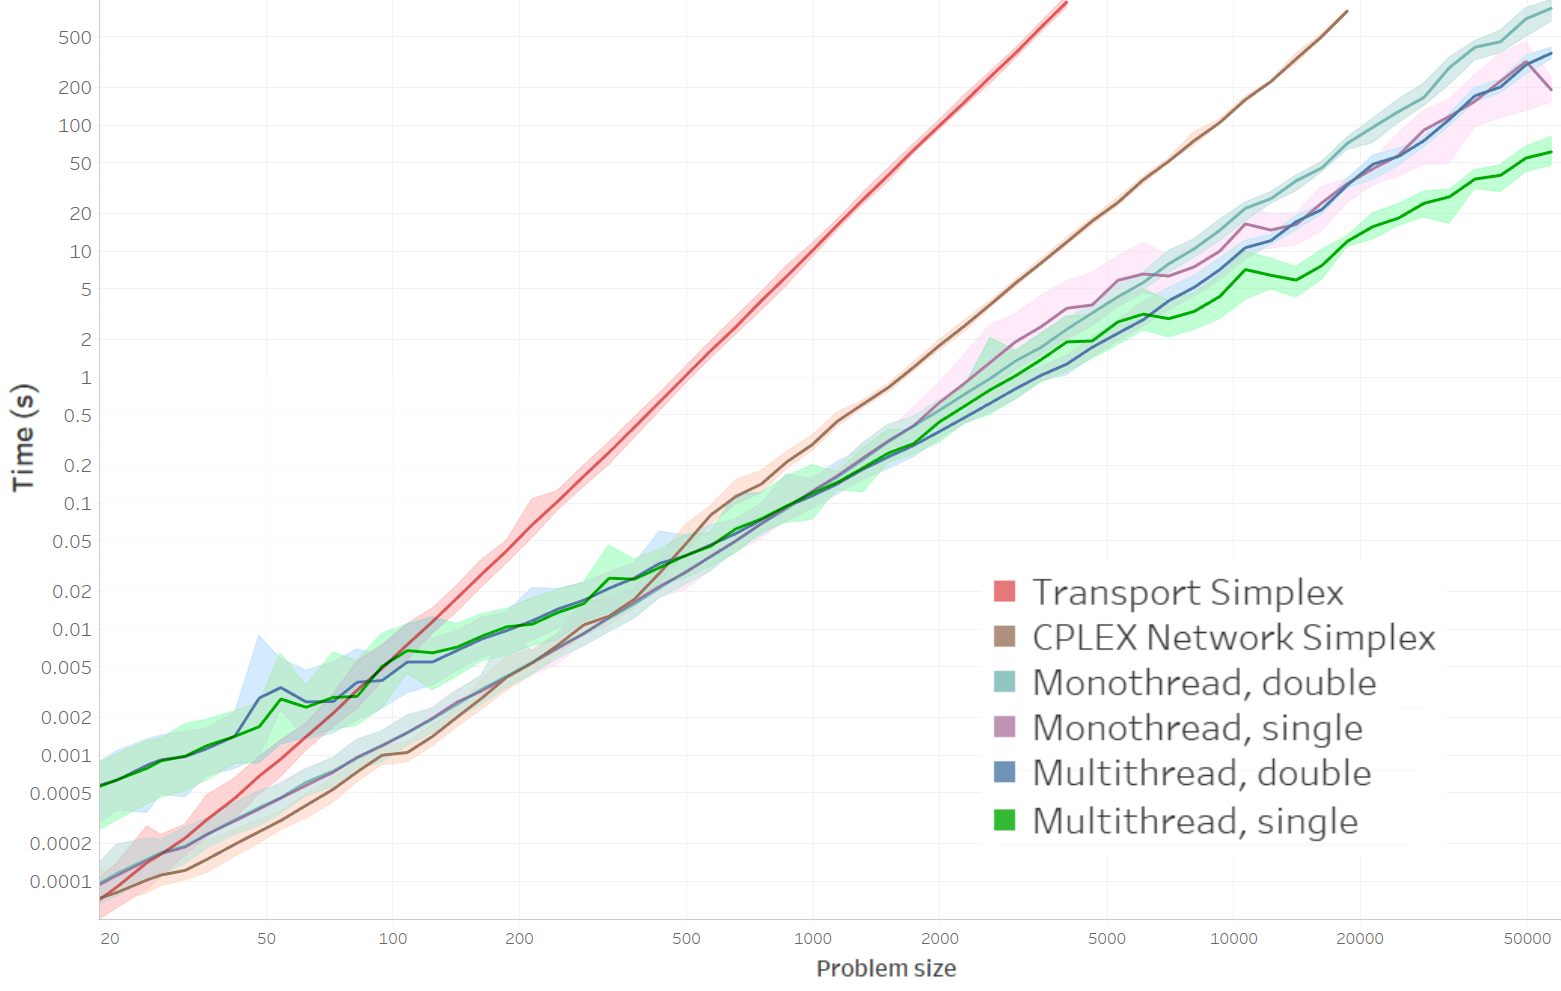 500
200
100
50
20
10
5
2
1
0.5
0.2
0.1
0.05
0.02
0.01
0.005
0.002
0.001
0.0005
0.0002
0.0001
Time (s)
Transport Simplex
CPLEX Network Simplex
Monothread, double
Monothread, single
Multithread, double
Multithread, single
20 50 100 200 500 1000 2000 5000 10000 20000 50000
Problem size